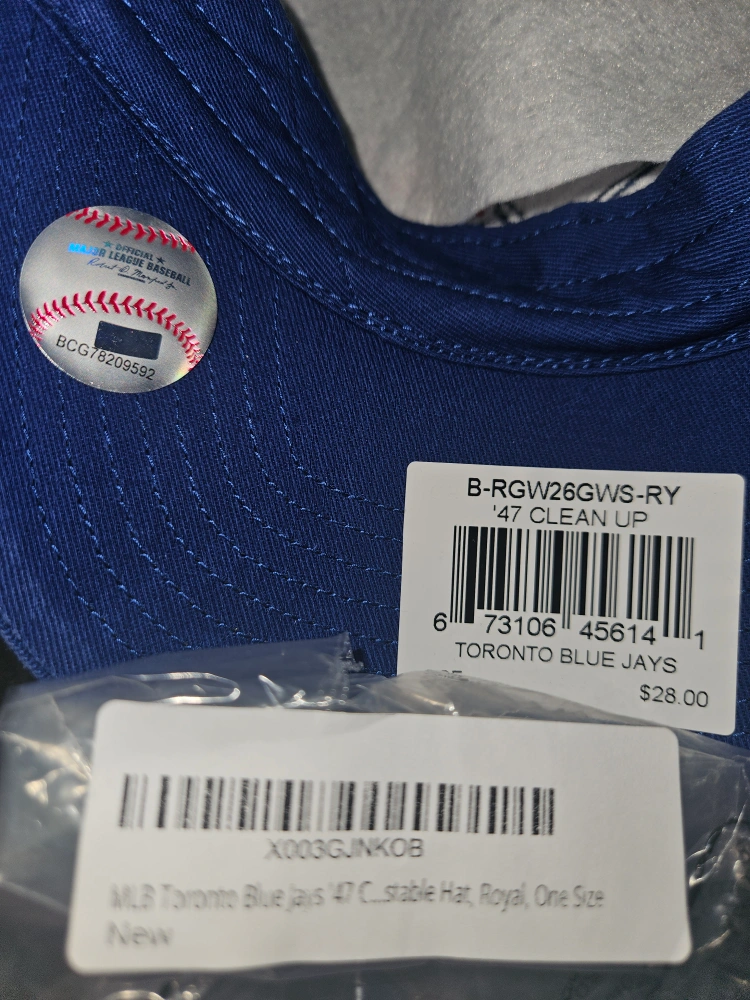 OFFICIAL
MAJOR LEAGUE BASEBALL
BCG78209592
B-RGW26GWS-RY
'47 CLEAN UP
6 73106 45614 1
TORONTO BLUE JAYS
$28.00
X003GJNKOB
MLB Toronto Blue Jays '47 C...stable Hat, Royal, One Size
New